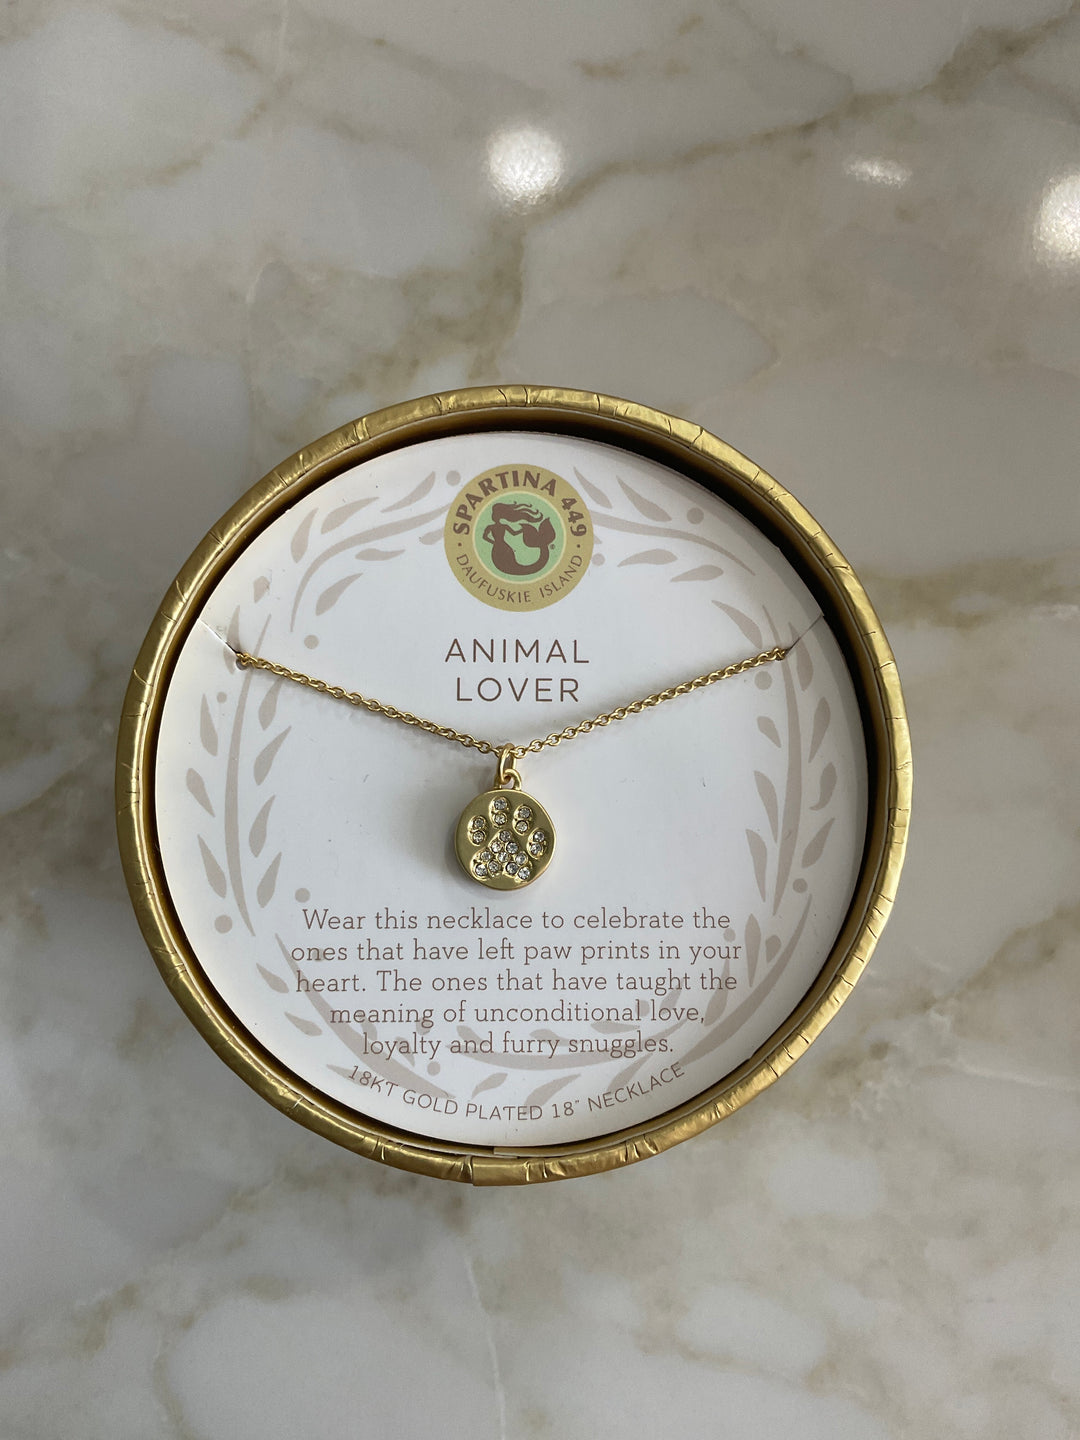 SPARTINA 449
DAUFUSKIE ISLAND
ANIMAL
LOVER
Wear this necklace to celebrate the
ones that have left paw prints in your
heart. The ones that have taught the
meaning of unconditional love,
loyalty and furry snuggles.
18KT GOLD PLATED 18" NECKLACE